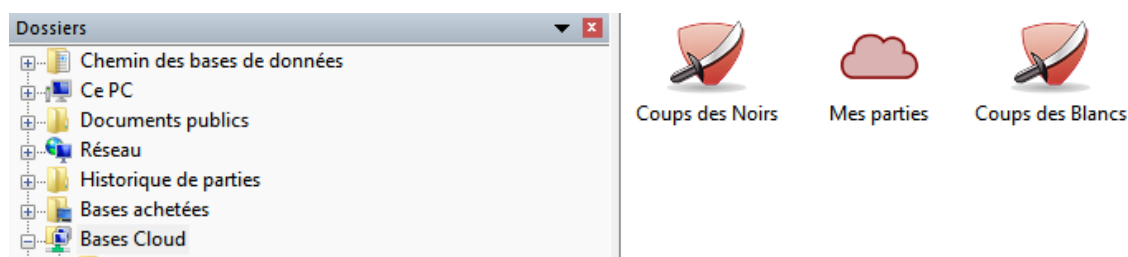 Dossiers
Chemin des bases de données
Ce PC
Documents publics
Réseau
Historique de parties
Bases achetées
Bases Cloud
Coups des Noirs
Mes parties
Coups des Blancs